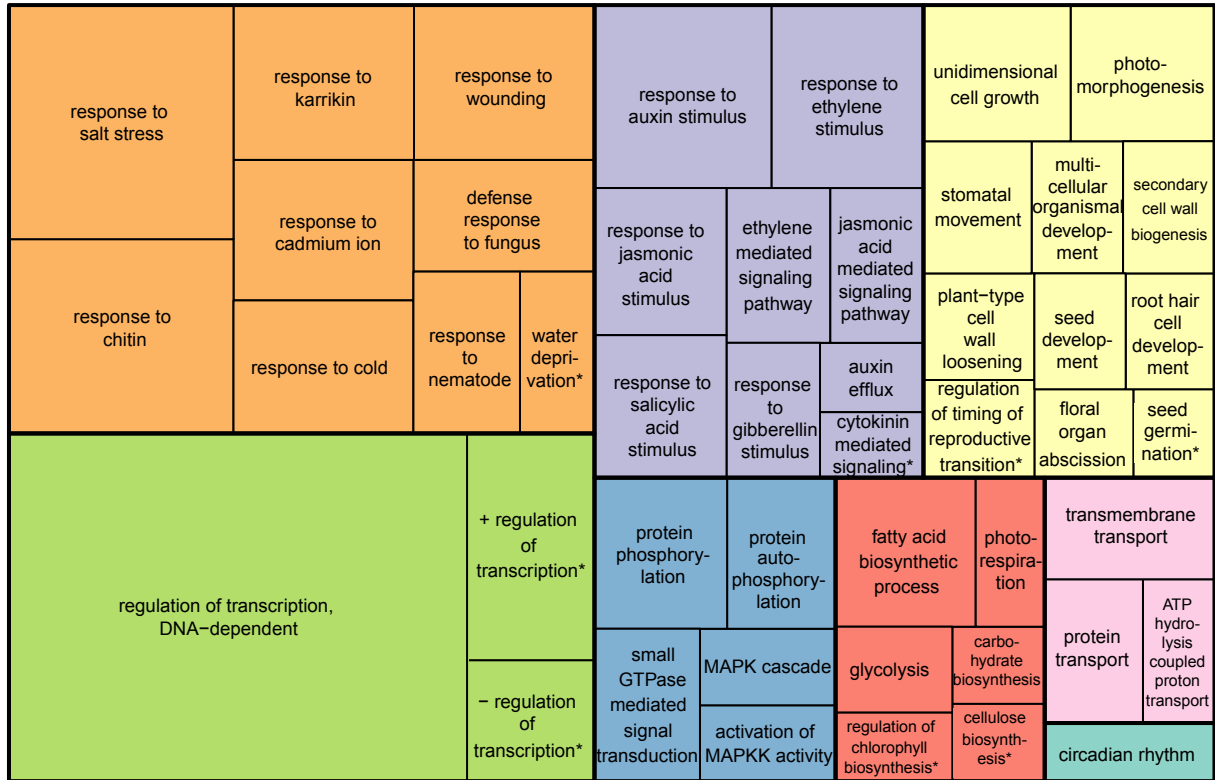 response to
salt stress
response to
karrikin
response to
wounding
response to
cadmium ion
defense
response
to fungus
response to
chitin
response to cold
response
to
nematode
water
depri-
vation*
response to
auxin stimulus
response to
ethylene
stimulus
response to
jasmonic
acid
stimulus
ethylene
mediated
signaling
pathway
jasmonic
acid
mediated
signaling
pathway
response to
salicylic
acid
stimulus
response
to
gibberellin
stimulus
auxin
efflux
cytokinin
mediated
signaling*
unidimensional
cell growth
photo-
morphogenesis
stomatal
movement
multi-
cellular
organismal
develop-
ment
secondary
cell wall
biogenesis
plant−type
cell
wall
loosening
seed
develop-
ment
root hair
cell
develop-
ment
regulation
of timing of
reproductive
transition*
floral
organ
abscission
seed
germi-
nation*
regulation of transcription,
DNA−dependent
+ regulation
of
transcription*
− regulation
of
transcription*
protein
phosphory-
lation
protein
auto-
phosphory-
lation
small
GTPase
mediated
signal
transduction
MAPK cascade
activation of
MAPKK activity
fatty acid
biosynthetic
process
photo-
respira-
tion
glycolysis
carbo-
hydrate
biosynthesis
regulation of
chlorophyll
biosynthesis*
cellulose
biosynth-
esis*
transmembrane
transport
protein
transport
ATP
hydro-
lysis
coupled
proton
transport
circadian rhythm